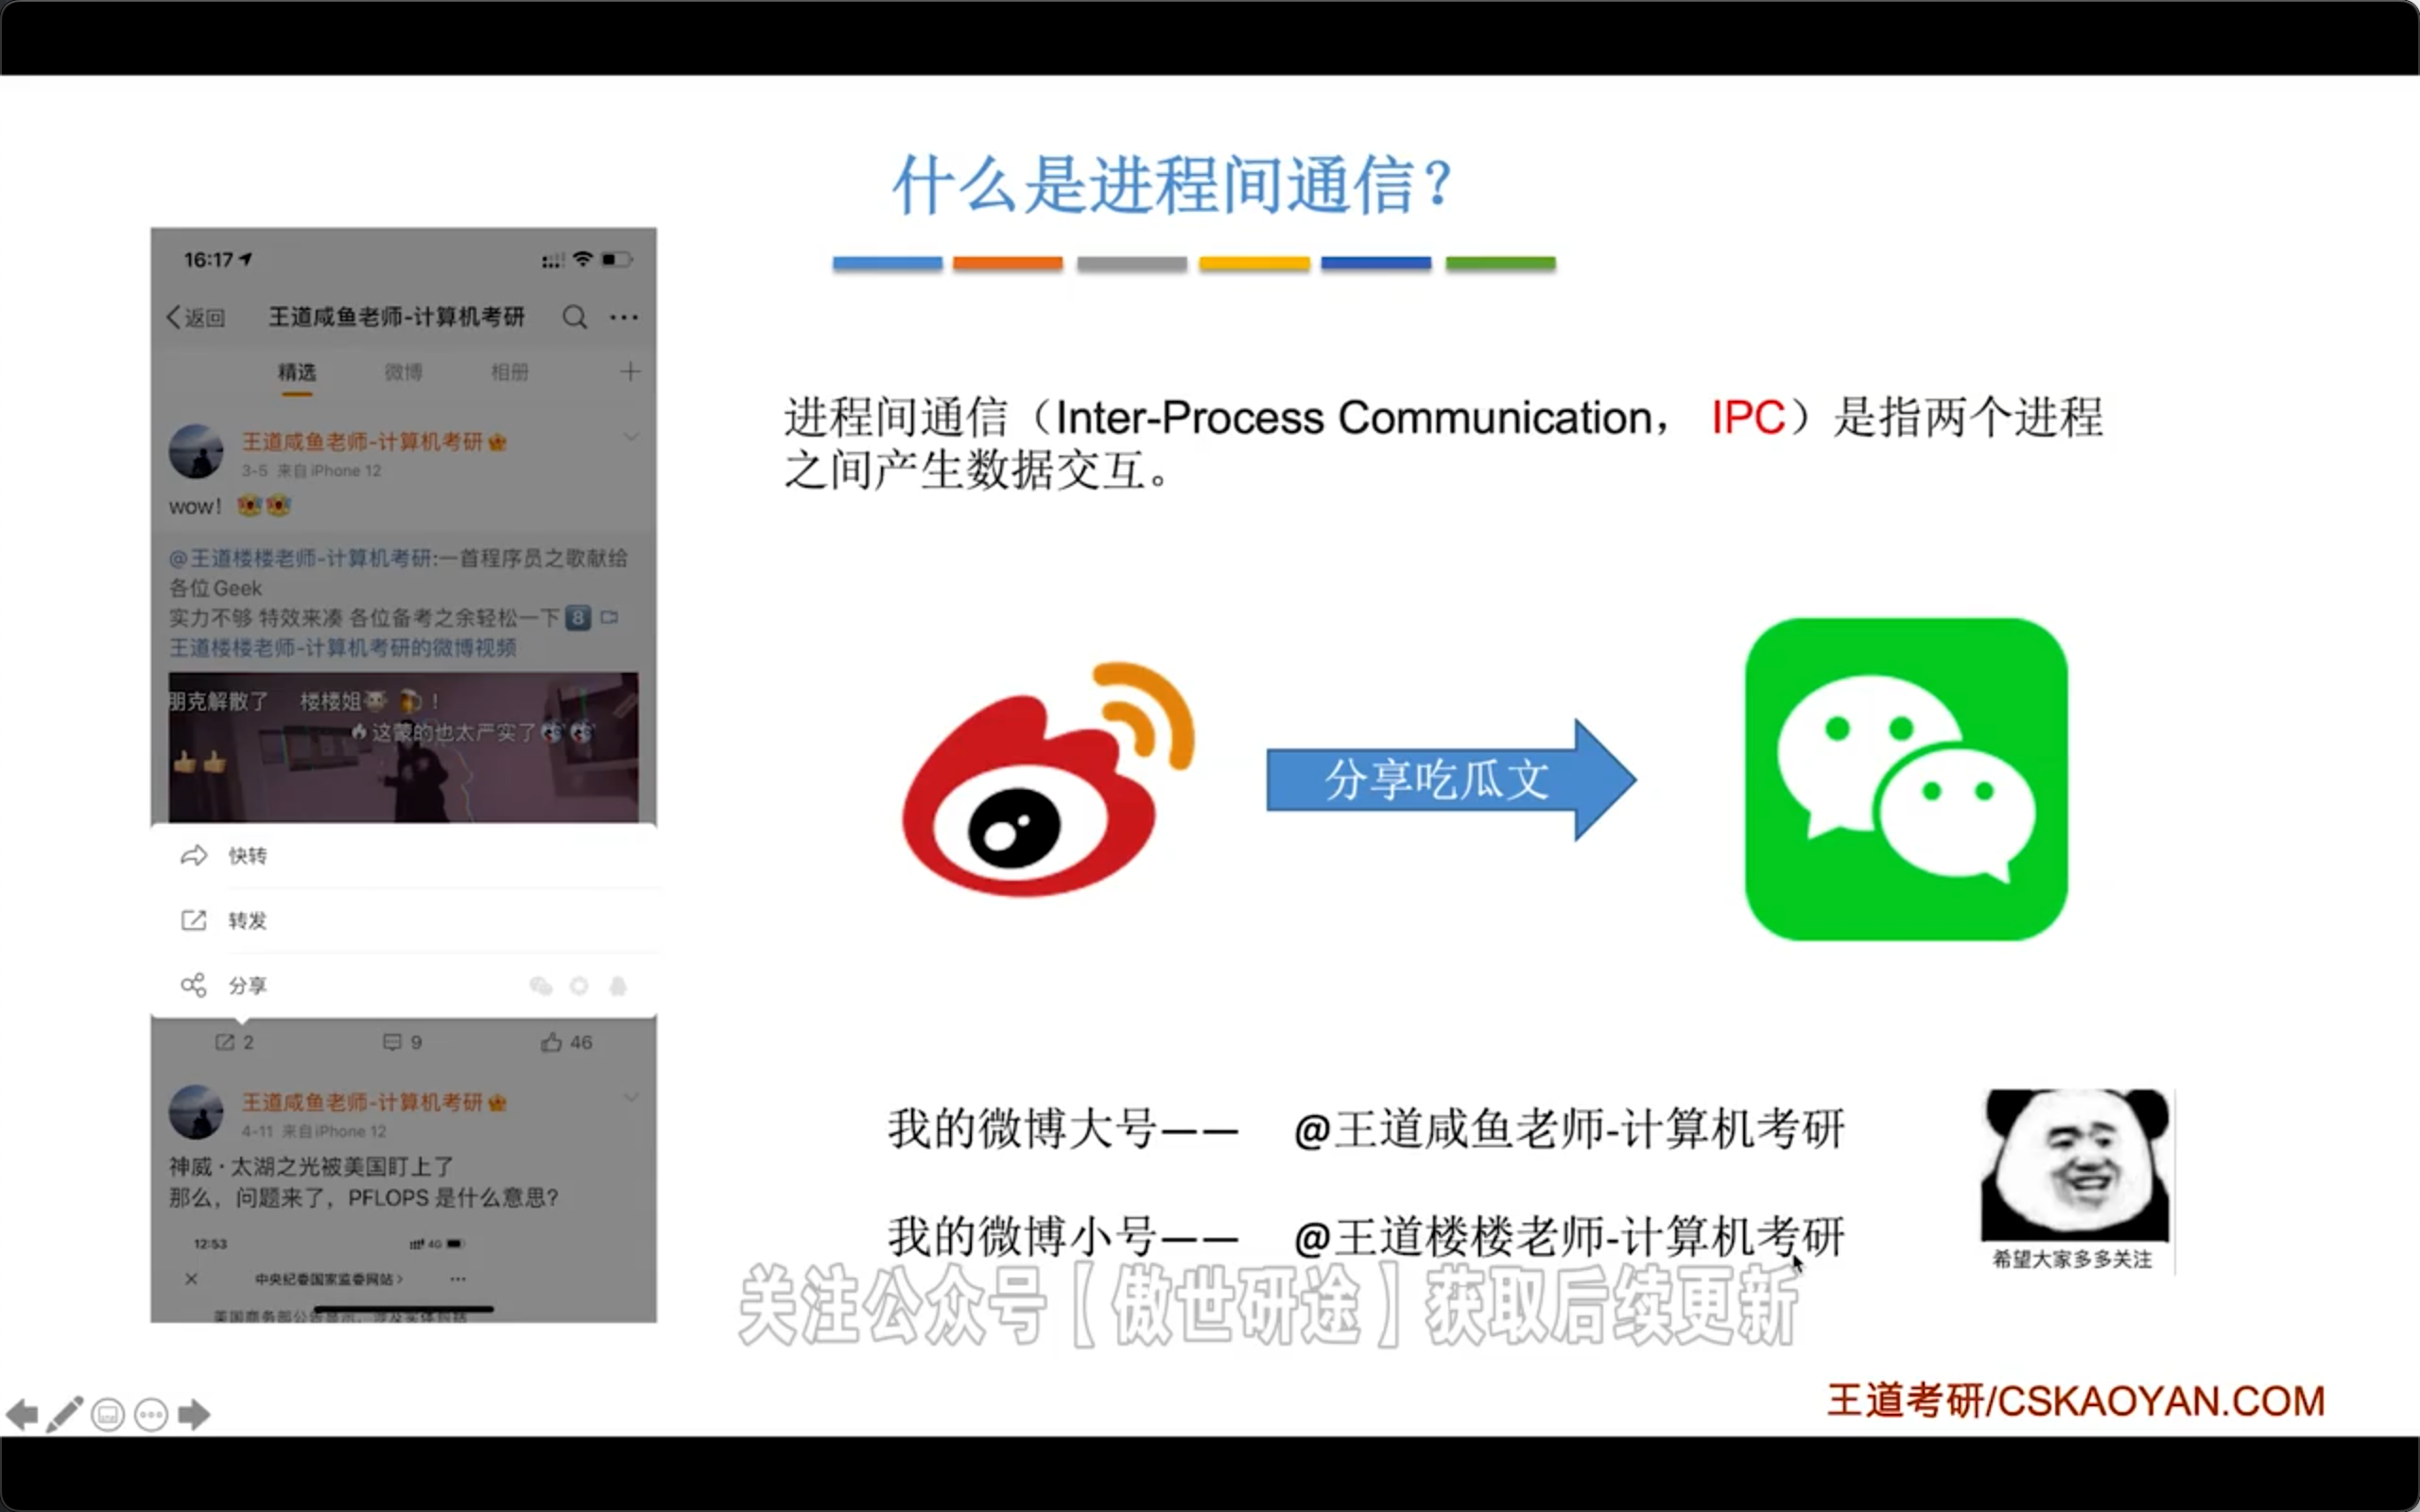 什么是进程间通信？
16:17
返回
王道咸鱼老师-计算机考研
精选 微博 相册
王道咸鱼老师-计算机考研
3-5 来自 iPhone 12
wow!
@王道楼楼老师-计算机考研:一首程序员之歌献给
各位 Geek
实力不够 特效来凑 各位备考之余轻松一下 8
王道楼楼老师-计算机考研的微博视频
朋克解散了 楼楼姐 !
这蒙的也太严实了
快转
转发
分享
2 9 46
王道咸鱼老师-计算机考研
4-11 来自 iPhone 12
神威·太湖之光被美国盯上了
那么，问题来了，PFLOPS 是什么意思?
12:53 4G
中央纪委国家监委网站
进程间通信（Inter-Process Communication， IPC）是指两个进程
之间产生数据交互。
分享吃瓜文
我的微博大号—— @王道咸鱼老师-计算机考研
我的微博小号—— @王道楼楼老师-计算机考研
希望大家多多关注
关注公众号【傲世研途】获取后续更新
王道考研/CSKAOYAN.COM